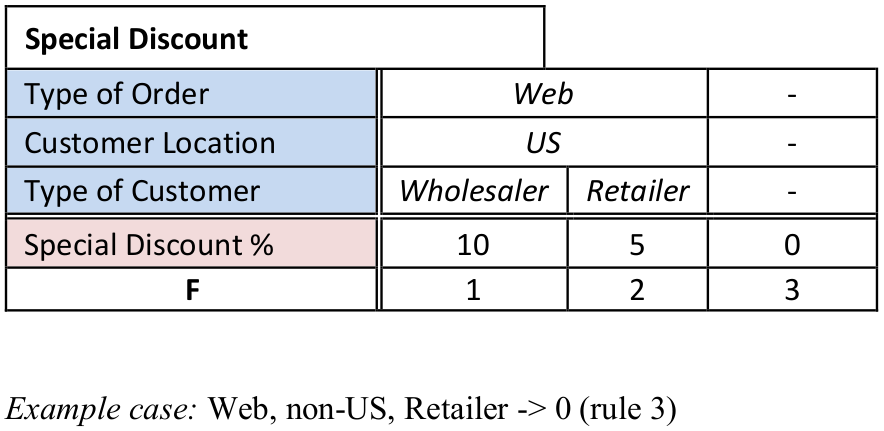 Special Discount
Type of Order Web -
Customer Location US -
Type of Customer Wholesaler Retailer -
Special Discount % 10 5 0
F 1 2 3
Example case: Web, non-US, Retailer -> 0 (rule 3)